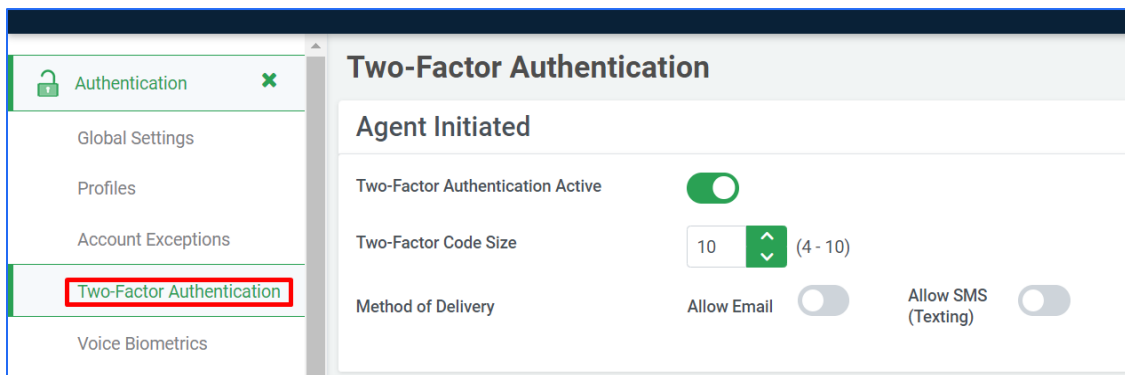 Authentication
Global Settings
Profiles
Account Exceptions
Two-Factor Authentication
Voice Biometrics
Two-Factor Authentication
Agent Initiated
Two-Factor Authentication Active
Two-Factor Code Size
10
(4 - 10)
Method of Delivery
Allow Email
Allow SMS
(Texting)